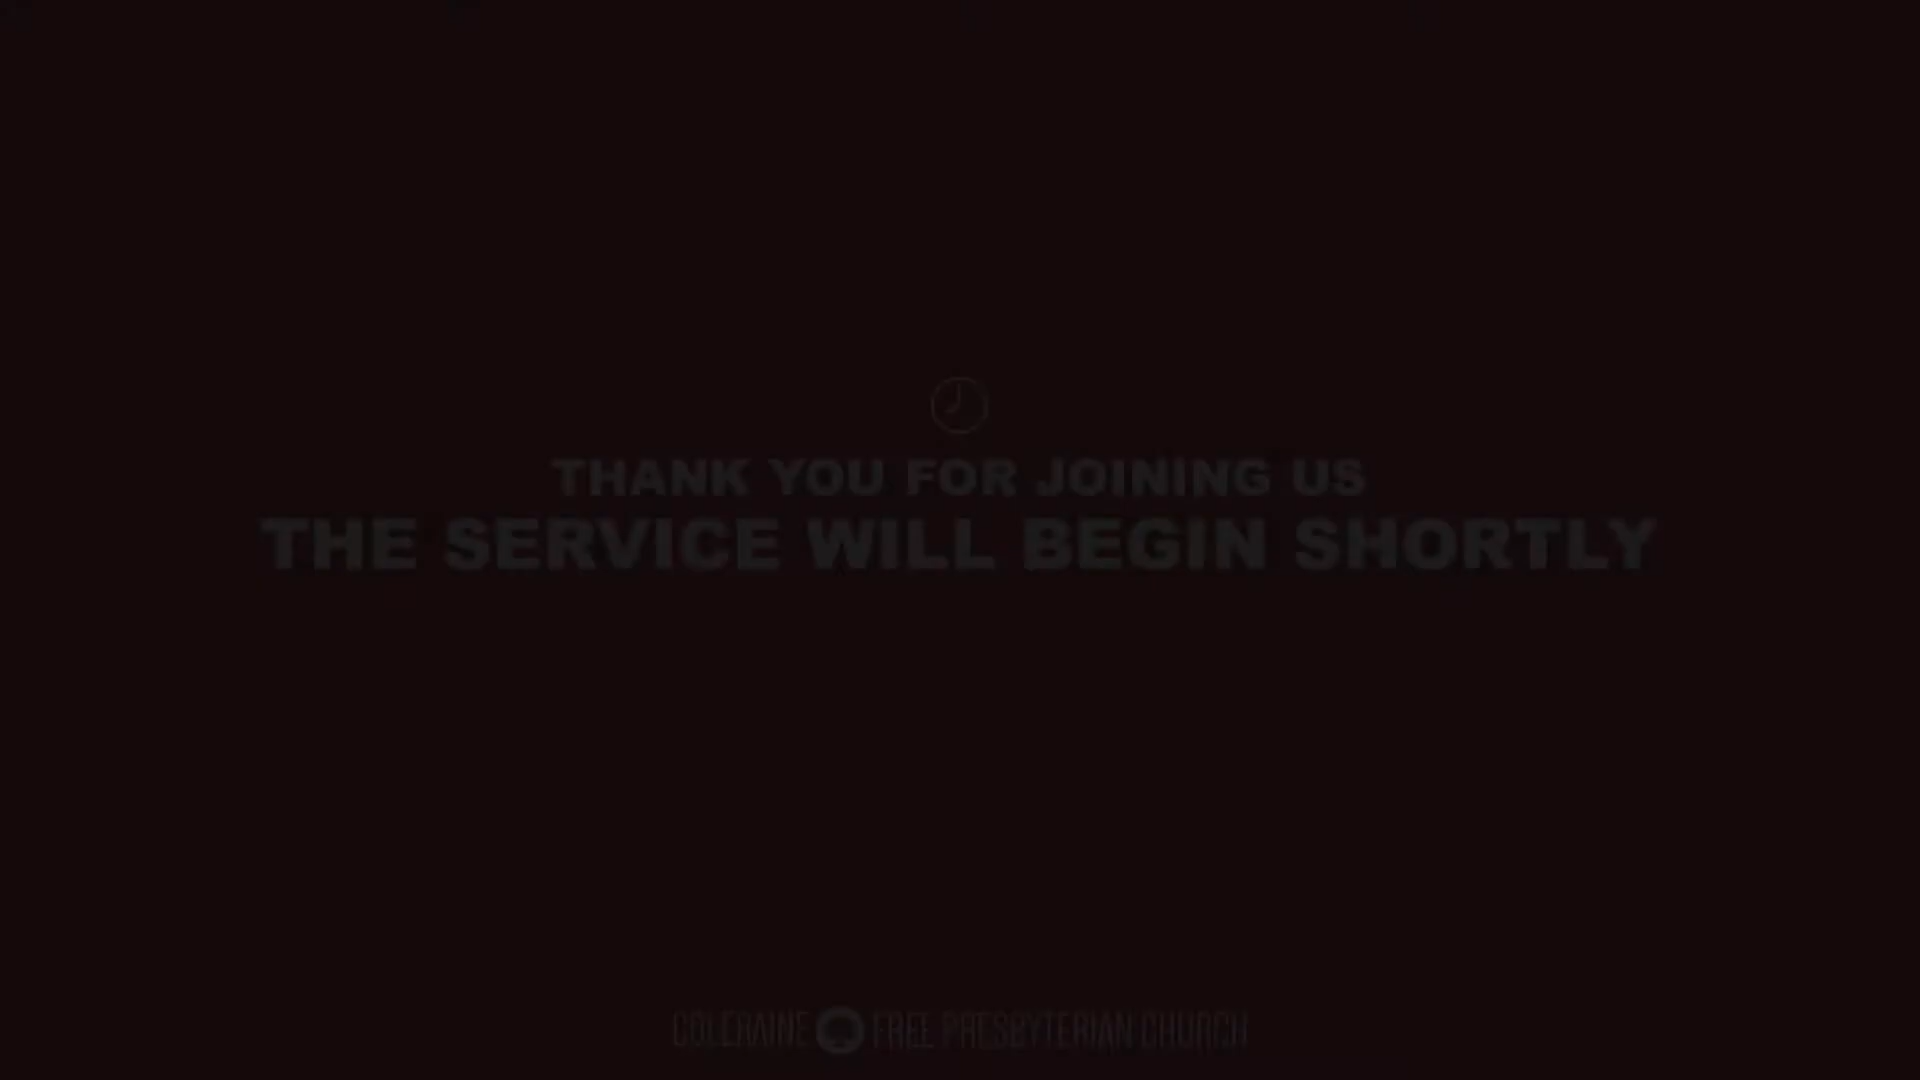 THANK YOU FOR JOINING US
THE SERVICE WILL BEGIN SHORTLY
COLERAINE FREE PRESBYTERIAN CHURCH